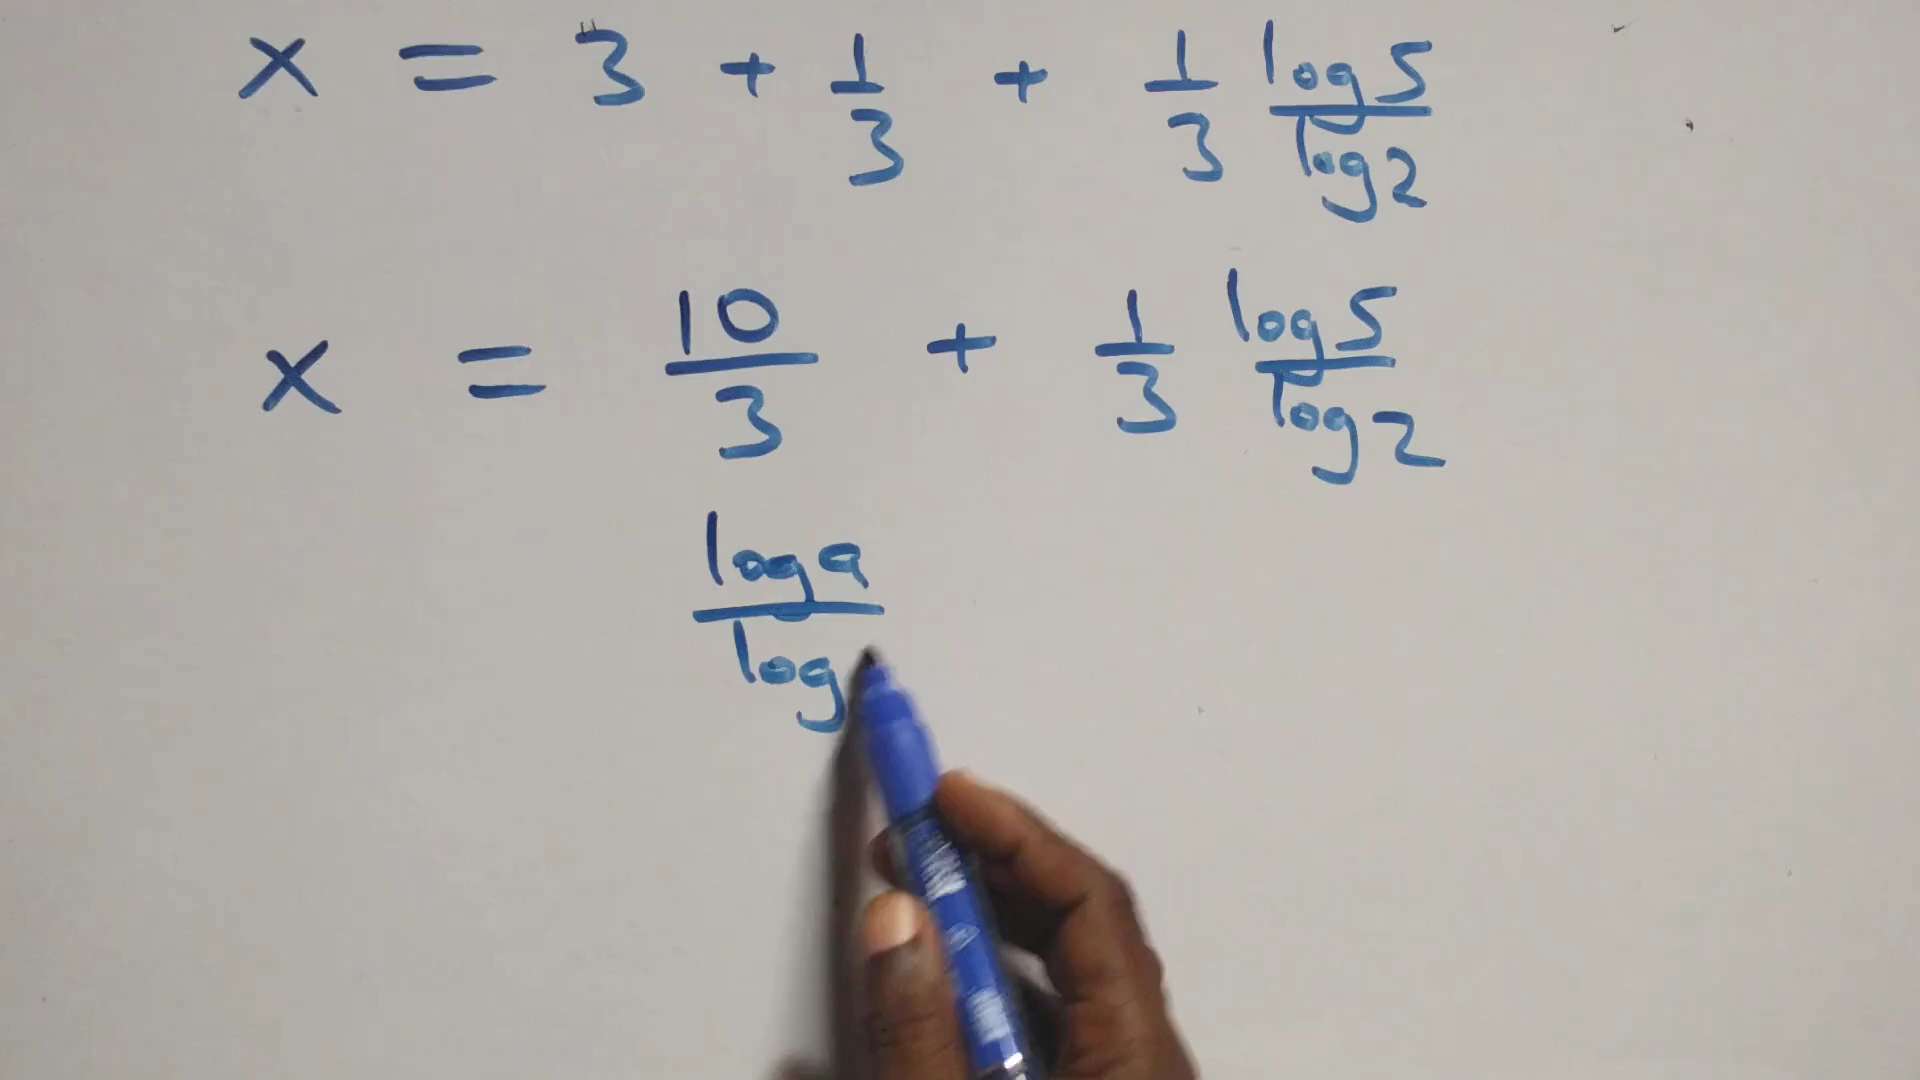 x = 3 + 1/3 + 1/3 log5/log2
x = 10/3 + 1/3 log5/log2
log a/log